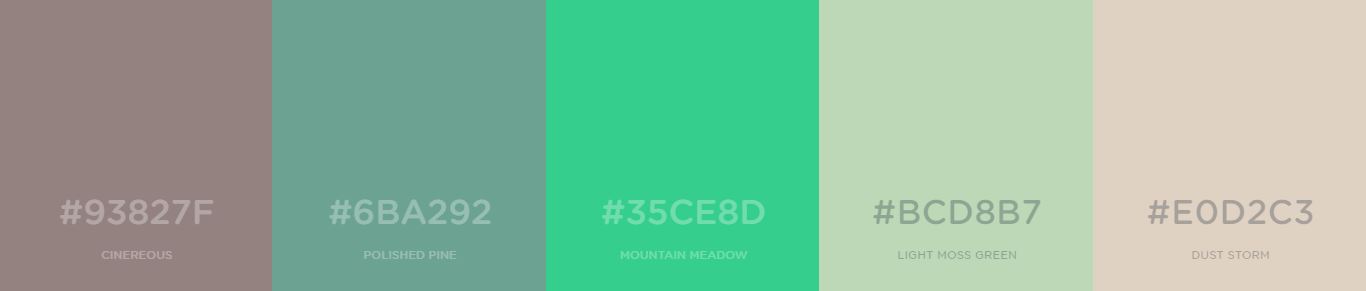 #93827F
CINEREOUS
#6BA292
POLISHED PINE
#35CE8D
MOUNTAIN MEADOW
#BCD8B7
LIGHT MOSS GREEN
#E0D2C3
DUST STORM